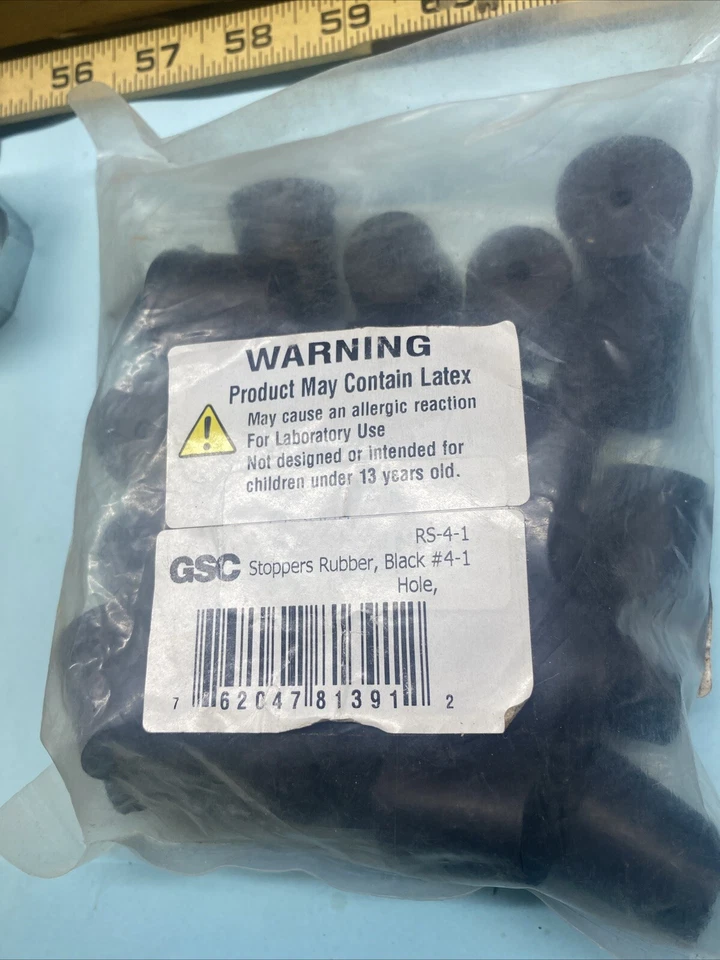 56 57 58 59 60
WARNING
Product May Contain Latex
May cause an allergic reaction
For Laboratory Use
Not designed or intended for
children under 13 years old.
RS-4-1
GSC Stoppers Rubber, Black #4-1
Hole,
7 62047 81391 2